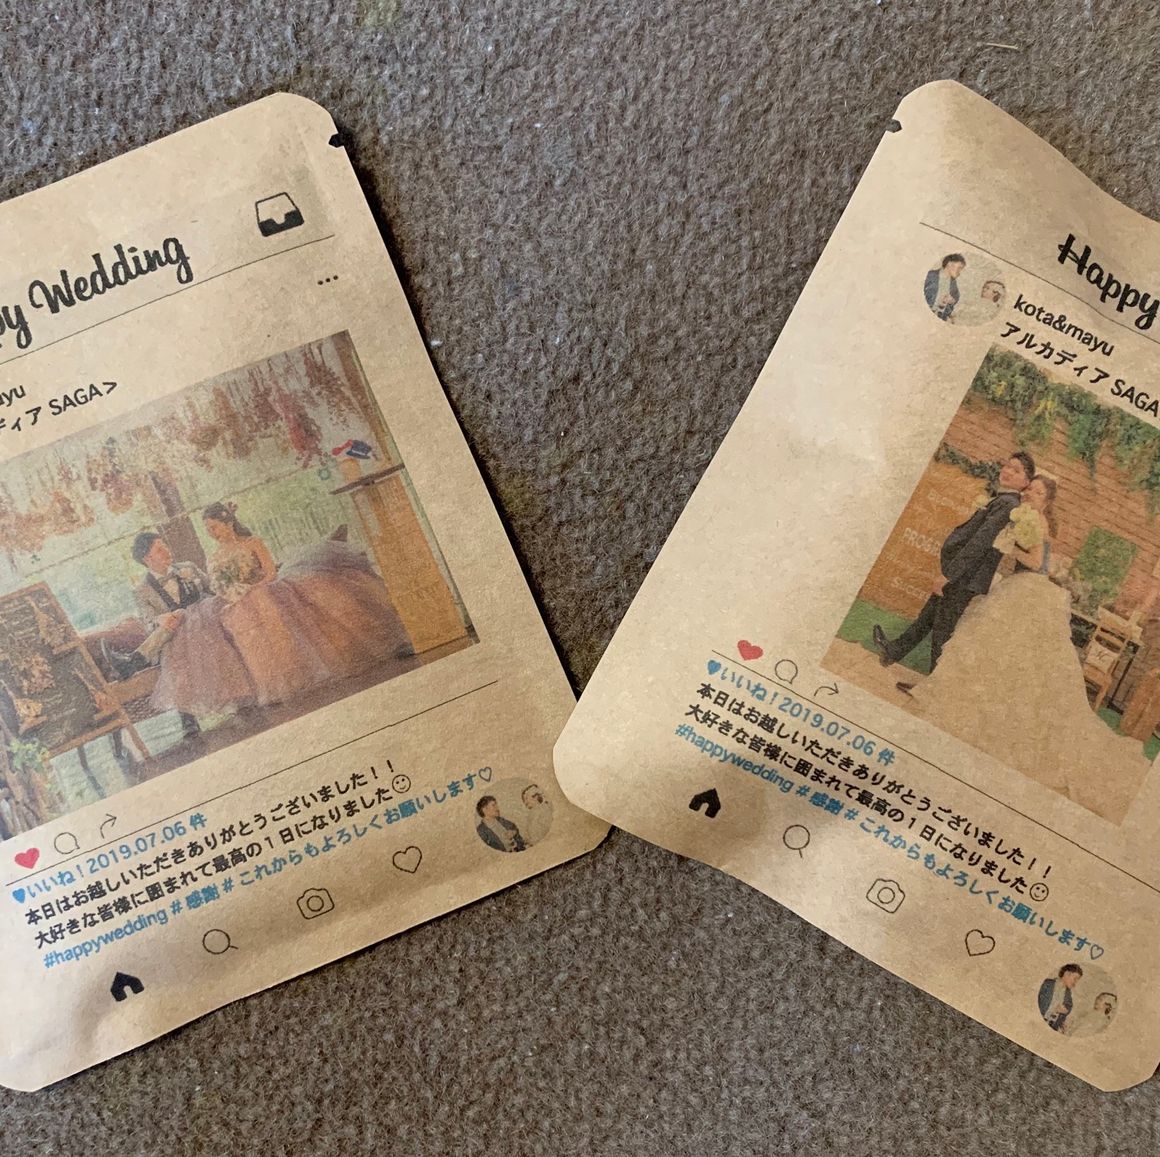 py Wedding
...
ayu
ディア SAGA>
♥いいね！2019.07.06 件
本日はお越しいただきありがとうございました！！
大好きな皆様に囲まれて最高の１日になりました☺
#happywedding # 感謝 # これからもよろしくお願いします♡
Happy
kota&mayu
アルカディア SAGA
♥いいね！2019.07.06 件
本日はお越しいただきありがとうございました！！
大好きな皆様に囲まれて最高の１日になりました☺
#happywedding # 感謝 # これからもよろしくお願いします♡